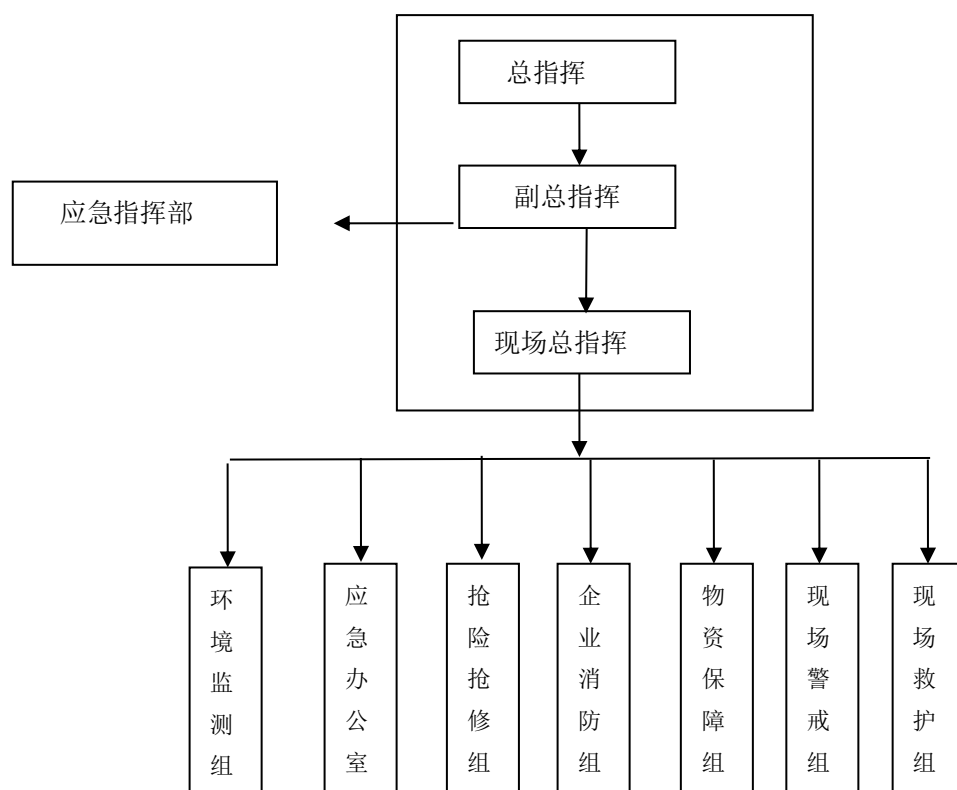 总指挥
副总指挥
应急指挥部
现场总指挥
环境监测组
应急办公室
抢险抢修组
企业消防组
物资保障组
现场警戒组
现场救护组